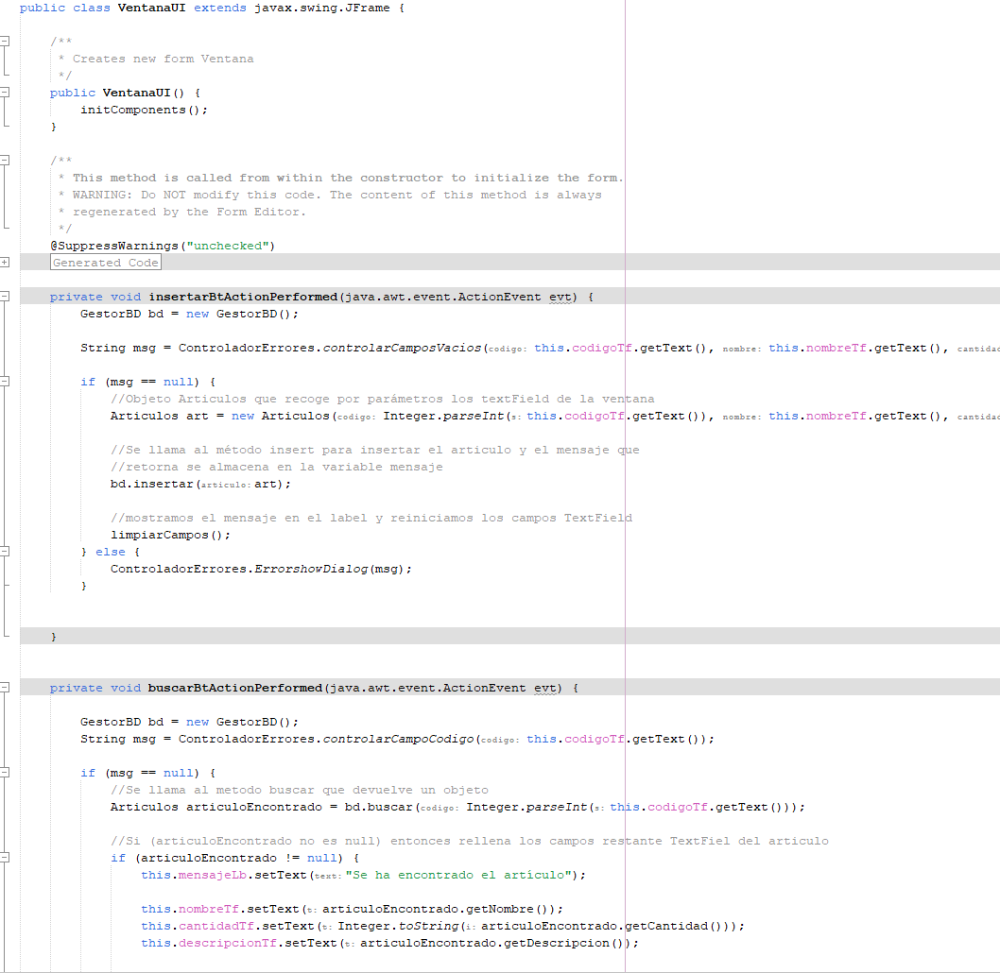 public class VentanaUI extends javax.swing.JFrame {
/**
* Creates new form Ventana
*/
public VentanaUI() {
initComponents();
}
/**
* This method is called from within the constructor to initialize the form.
* WARNING: Do NOT modify this code. The content of this method is always
* regenerated by the Form Editor.
*/
@SuppressWarnings("unchecked")
Generated Code
private void insertarBtActionPerformed(java.awt.event.ActionEvent evt) {
GestorBD bd = new GestorBD();
String msg = ControladorErrores.controlarCamposVacios(codigo: this.codigoTf.getText(), nombre: this.nombreTf.getText(), cantidad
if (msg == null) {
//Objeto Articulos que recoge por parámetros los textField de la ventana
Articulos art = new Articulos(codigo: Integer.parseInt(s: this.codigoTf.getText()), nombre: this.nombreTf.getText(), cantidad
//Se llama al método insert para insertar el articulo y el mensaje que
//retorna se almacena en la variable mensaje
bd.insertar(articulo: art);
//mostramos el mensaje en el label y reiniciamos los campos TextField
limpiarCampos();
} else {
ControladorErrores.ErrorshowDialog(msg);
}
}
private void buscarBtActionPerformed(java.awt.event.ActionEvent evt) {
GestorBD bd = new GestorBD();
String msg = ControladorErrores.controlarCampoCodigo(codigo: this.codigoTf.getText());
if (msg == null) {
//Se llama al metodo buscar que devuelve un objeto
Articulos articuloEncontrado = bd.buscar(codigo: Integer.parseInt(s: this.codigoTf.getText()));
//Si (articuloEncontrado no es null) entonces rellena los campos restante TextFiel del articulo
if (articuloEncontrado != null) {
this.mensajeLb.setText(text: "Se ha encontrado el artículo");
this.nombreTf.setText(t: articuloEncontrado.getNombre());
this.cantidadTf.setText(t: Integer.toString(i: articuloEncontrado.getCantidad()));
this.descripcionTf.setText(t: articuloEncontrado.getDescripcion());